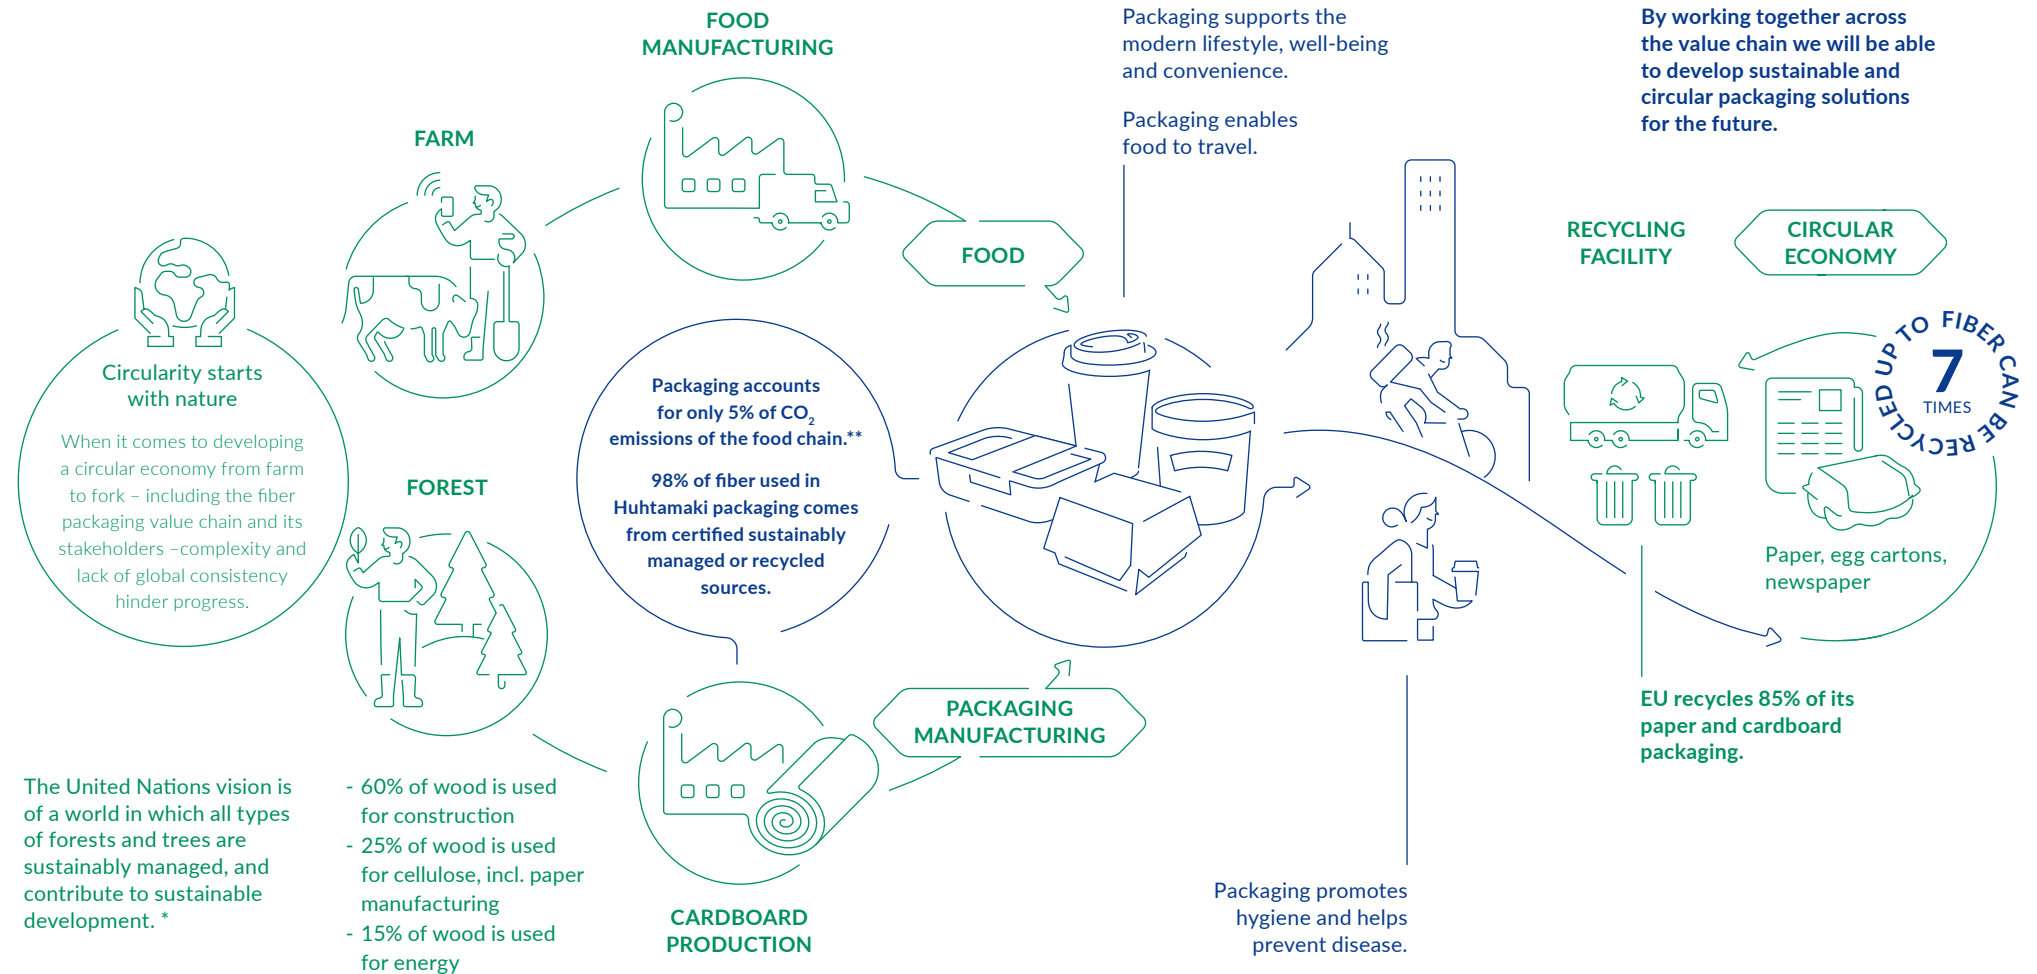 Circularity starts
with nature
When it comes to developing
a circular economy from farm
to fork – including the fiber
packaging value chain and its
stakeholders –complexity and
lack of global consistency
hinder progress.
The United Nations vision is
of a world in which all types
of forests and trees are
sustainably managed, and
contribute to sustainable
development. *
FARM
FOREST
- 60% of wood is used
for construction
- 25% of wood is used
for cellulose, incl. paper
manufacturing
- 15% of wood is used
for energy
FOOD
MANUFACTURING
FOOD
Packaging accounts
for only 5% of CO2
emissions of the food chain.**
98% of fiber used in
Huhtamaki packaging comes
from certified sustainably
managed or recycled
sources.
CARDBOARD
PRODUCTION
PACKAGING
MANUFACTURING
Packaging supports the
modern lifestyle, well-being
and convenience.
Packaging enables
food to travel.
Packaging promotes
hygiene and helps
prevent disease.
By working together across
the value chain we will be able
to develop sustainable and
circular packaging solutions
for the future.
RECYCLING
FACILITY
CIRCULAR
ECONOMY
FIBER CAN BE RECYCLED UP TO
7
TIMES
Paper, egg cartons,
newspaper
EU recycles 85% of its
paper and cardboard
packaging.